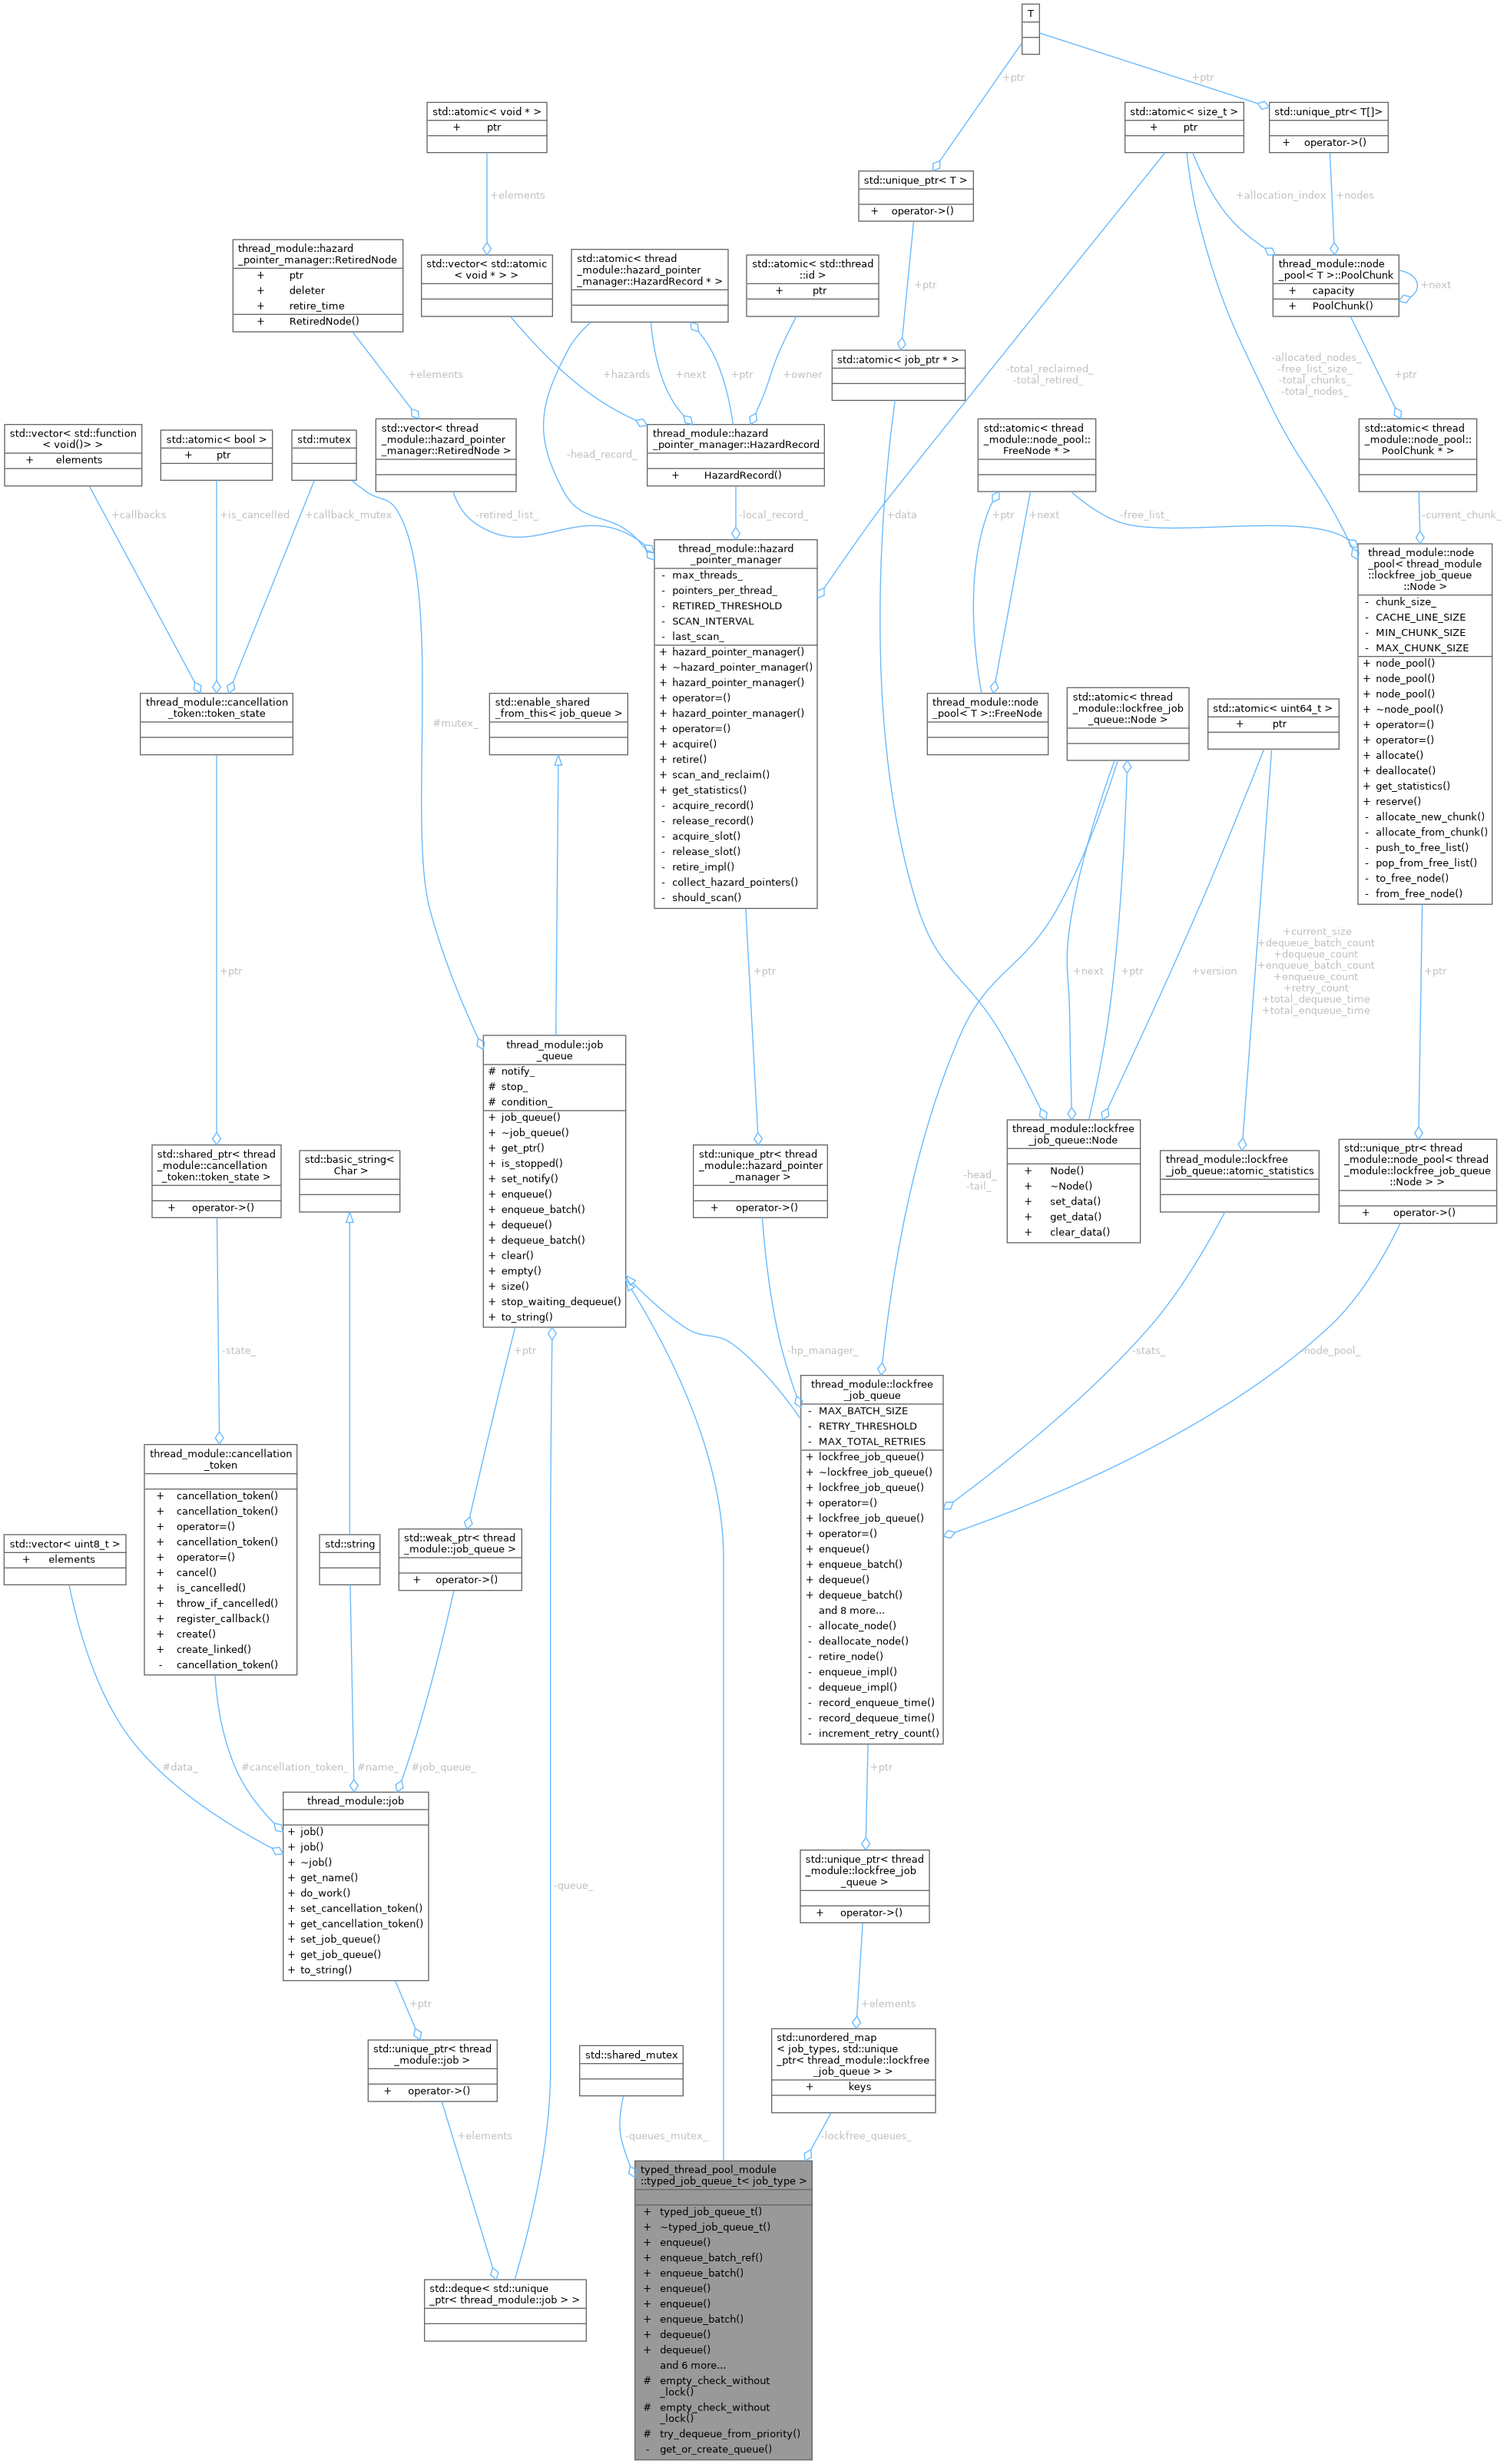 T
+ptr
+ptr
std::atomic< void * >
+ ptr
std::atomic< size_t >
+ ptr
std::unique_ptr< T[]>
+ operator->()
std::unique_ptr< T >
+ operator->()
+elements
+allocation_index
+nodes
thread_module::hazard
_pointer_manager::RetiredNode
+ ptr
+ deleter
+ retire_time
+ RetiredNode()
std::vector< std::atomic
< void * > >
std::atomic< thread
_module::hazard_pointer
_manager::HazardRecord * >
std::atomic< std::thread
::id >
+ ptr
+ptr
thread_module::node
_pool< T >::PoolChunk
+ capacity
+ PoolChunk()
+next
std::atomic< job_ptr * >
+elements
+hazards
+next
+ptr
+owner
-total_reclaimed_
-total_retired_
-allocated_nodes_
-free_list_size_
-total_chunks_
-total_nodes_
+ptr
std::vector< std::function
< void()> >
+ elements
std::atomic< bool >
+ ptr
std::mutex
std::vector< thread
_module::hazard_pointer
_manager::RetiredNode >
-head_record_
thread_module::hazard
_pointer_manager::HazardRecord
+ HazardRecord()
std::atomic< thread
_module::node_pool::
FreeNode * >
std::atomic< thread
_module::node_pool::
PoolChunk * >
+callbacks
+is_cancelled
+callback_mutex
-retired_list_
-local_record_
+data
+ptr
+next
-free_list_
-current_chunk_
thread_module::hazard
_pointer_manager
- max_threads_
- pointers_per_thread_
- RETIRED_THRESHOLD
- SCAN_INTERVAL
- last_scan_
+ hazard_pointer_manager()
+ ~hazard_pointer_manager()
+ hazard_pointer_manager()
+ operator=()
+ hazard_pointer_manager()
+ operator=()
+ acquire()
+ retire()
+ scan_and_reclaim()
+ get_statistics()
- acquire_record()
- release_record()
- acquire_slot()
- release_slot()
- retire_impl()
- collect_hazard_pointers()
- should_scan()
thread_module::node
_pool< thread_module
::lockfree_job_queue
::Node >
- chunk_size_
- CACHE_LINE_SIZE
- MIN_CHUNK_SIZE
- MAX_CHUNK_SIZE
+ node_pool()
+ node_pool()
+ node_pool()
+ ~node_pool()
+ operator=()
+ operator=()
+ allocate()
+ deallocate()
+ get_statistics()
+ reserve()
- allocate_new_chunk()
- allocate_from_chunk()
- push_to_free_list()
- pop_from_free_list()
- to_free_node()
- from_free_node()
thread_module::cancellation
_token::token_state
#mutex_
std::enable_shared
_from_this< job_queue >
thread_module::node
_pool< T >::FreeNode
std::atomic< thread
_module::lockfree_job
_queue::Node >
std::atomic< uint64_t >
+ ptr
+ptr
+ptr
+next
+ptr
+version
+current_size
+dequeue_batch_count
+dequeue_count
+enqueue_batch_count
+enqueue_count
+retry_count
+total_dequeue_time
+total_enqueue_time
+ptr
thread_module::job
_queue
# notify_
# stop_
# condition_
+ job_queue()
+ ~job_queue()
+ get_ptr()
+ is_stopped()
+ set_notify()
+ enqueue()
+ enqueue_batch()
+ dequeue()
+ dequeue_batch()
+ clear()
+ empty()
+ size()
+ stop_waiting_dequeue()
+ to_string()
std::shared_ptr< thread
_module::cancellation
_token::token_state >
+ operator->()
std::basic_string<
Char >
std::unique_ptr< thread
_module::hazard_pointer
_manager >
+ operator->()
-head_
-tail_
thread_module::lockfree
_job_queue::Node
+ Node()
+ ~Node()
+ set_data()
+ get_data()
+ clear_data()
thread_module::lockfree
_job_queue::atomic_statistics
std::unique_ptr< thread
_module::node_pool< thread
_module::lockfree_job_queue
::Node > >
+ operator->()
-state_
+ptr
-hp_manager_
-stats_
node_pool_
thread_module::lockfree
_job_queue
- MAX_BATCH_SIZE
- RETRY_THRESHOLD
- MAX_TOTAL_RETRIES
+ lockfree_job_queue()
+ ~lockfree_job_queue()
+ lockfree_job_queue()
+ operator=()
+ lockfree_job_queue()
+ operator=()
+ enqueue()
+ enqueue_batch()
+ dequeue()
+ dequeue_batch()
and 8 more...
- allocate_node()
- deallocate_node()
- retire_node()
- enqueue_impl()
- dequeue_impl()
- record_enqueue_time()
- record_dequeue_time()
- increment_retry_count()
thread_module::cancellation
_token
+ cancellation_token()
+ cancellation_token()
+ operator=()
+ cancellation_token()
+ operator=()
+ cancel()
+ is_cancelled()
+ throw_if_cancelled()
+ register_callback()
+ create()
+ create_linked()
- cancellation_token()
std::vector< uint8_t >
+ elements
std::string
std::weak_ptr< thread
_module::job_queue >
+ operator->()
#data_
#cancellation_token_
#name_
#job_queue_
+ptr
thread_module::job
+ job()
+ job()
+ ~job()
+ get_name()
+ do_work()
+ set_cancellation_token()
+ get_cancellation_token()
+ set_job_queue()
+ get_job_queue()
+ to_string()
-queue_
std::unique_ptr< thread
_module::lockfree_job
_queue >
+ operator->()
+ptr
+elements
std::unique_ptr< thread
_module::job >
+ operator->()
std::shared_mutex
std::unordered_map
< job_types, std::unique
_ptr< thread_module::lockfree
_job_queue > >
+ keys
+elements
-queues_mutex_
-lockfree_queues_
typed_thread_pool_module
::typed_job_queue_t< job_type >
+ typed_job_queue_t()
+ ~typed_job_queue_t()
+ enqueue()
+ enqueue_batch_ref()
+ enqueue_batch()
+ enqueue()
+ enqueue()
+ enqueue_batch()
+ dequeue()
+ dequeue()
and 6 more...
# empty_check_without
_lock()
# empty_check_without
_lock()
# try_dequeue_from_priority()
- get_or_create_queue()
std::deque< std::unique
_ptr< thread_module::job > >